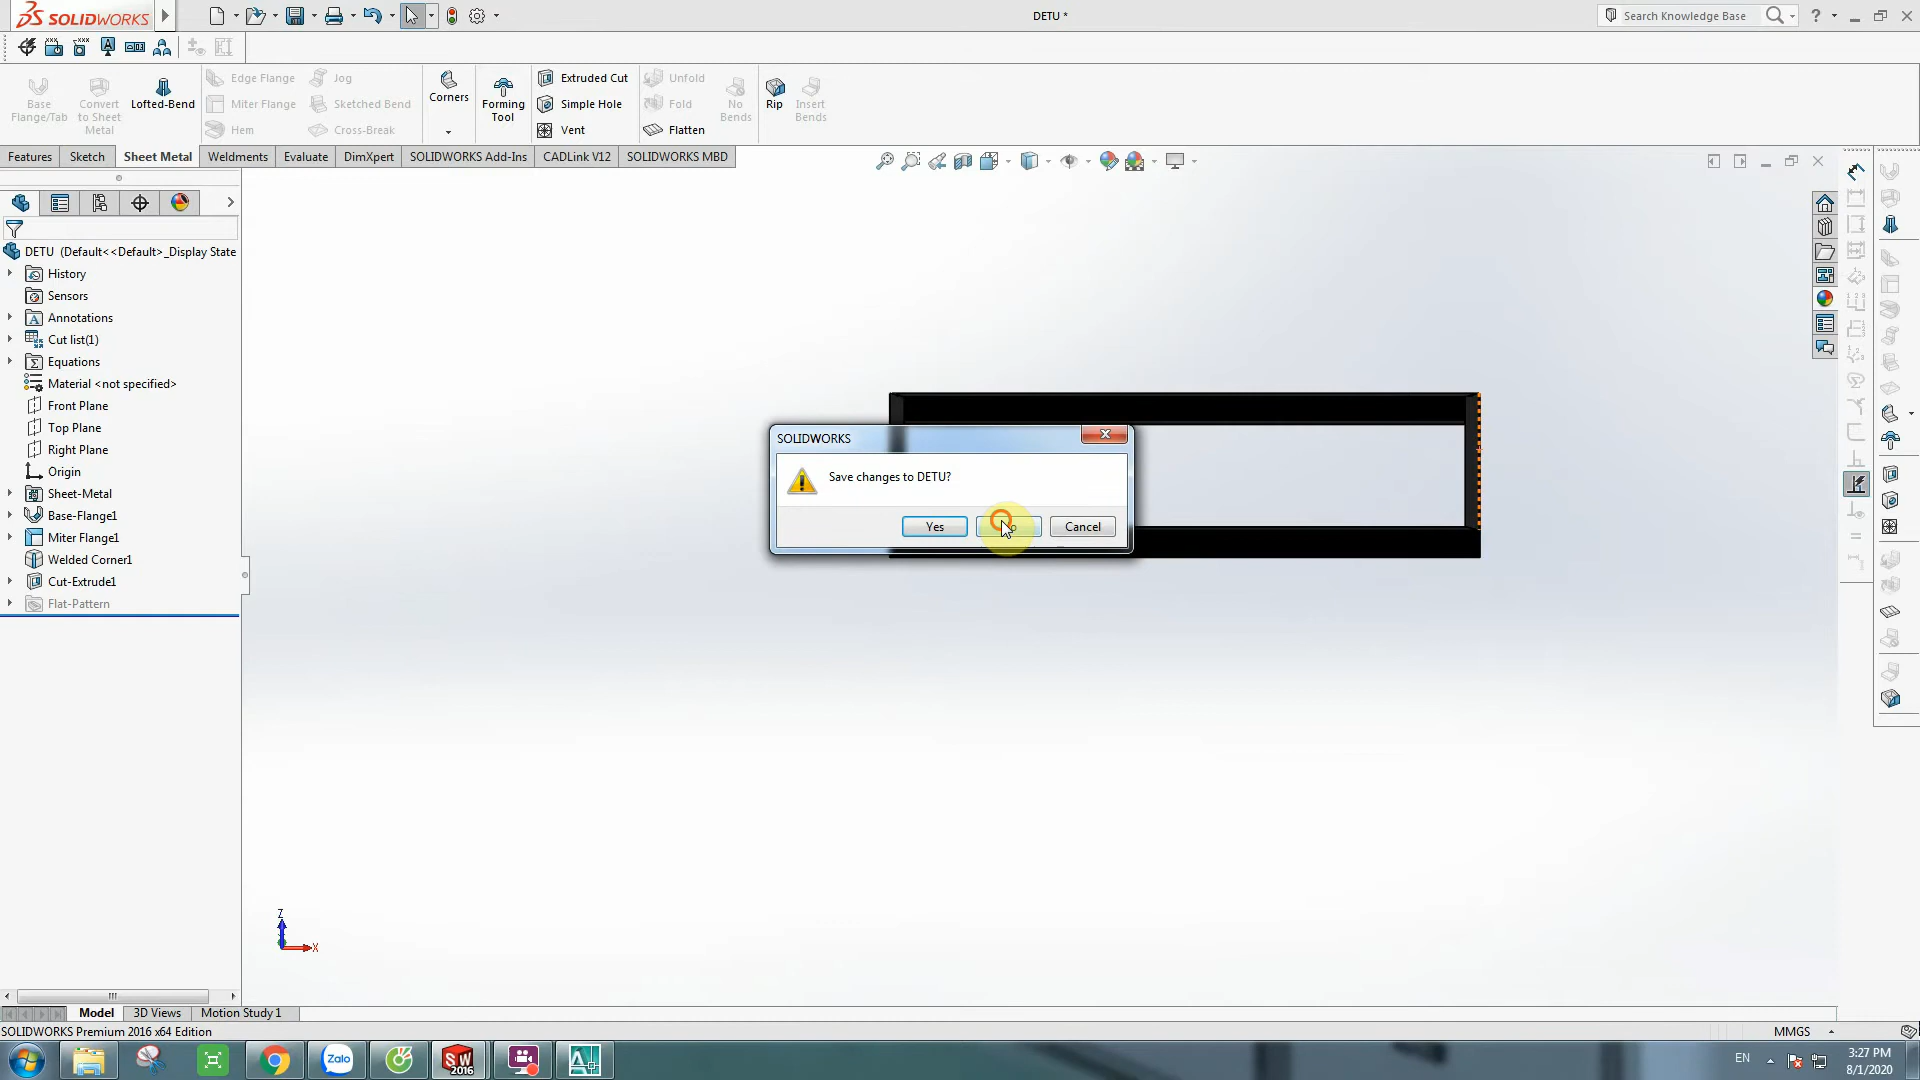 SOLIDWORKS
DETU *
Search Knowledge Base
Base Flange/Tab
Convert to Sheet Metal
Lofted-Bend
Edge Flange
Miter Flange
Hem
Jog
Sketched Bend
Cross-Break
Corners
Forming Tool
Extruded Cut
Simple Hole
Vent
Unfold
Fold
Flatten
No Bends
Rip
Insert Bends
Features
Sketch
Sheet Metal
Weldments
Evaluate
DimXpert
SOLIDWORKS Add-Ins
CADLink V12
SOLIDWORKS MBD
DETU (Default<<Default>_Display State
History
Sensors
Annotations
Cut list(1)
Equations
Material <not specified>
Front Plane
Top Plane
Right Plane
Origin
Sheet-Metal
Base-Flange1
Miter Flange1
Welded Corner1
Cut-Extrude1
Flat-Pattern
SOLIDWORKS
Save changes to DETU?
Yes
Cancel
Z
X
Model
3D Views
Motion Study 1
SOLIDWORKS Premium 2016 x64 Edition
MMGS
Zalo
SW
2016
EN
3:27 PM
8/1/2020